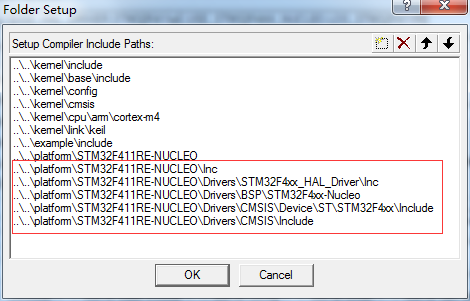 Folder Setup
Setup Compiler Include Paths:
..\..\kernel\include
..\..\kernel\base\include
..\..\kernel\config
..\..\kernel\cmsis
..\..\kernel\cpu\arm\cortex-m4
..\..\kernel\link\keil
..\..\example\include
..\..\platform\STM32F411RE-NUCLEO
..\..\platform\STM32F411RE-NUCLEO\Inc
..\..\platform\STM32F411RE-NUCLEO\Drivers\STM32F4xx_HAL_Driver\Inc
..\..\platform\STM32F411RE-NUCLEO\Drivers\BSP\STM32F4xx-Nucleo
..\..\platform\STM32F411RE-NUCLEO\Drivers\CMSIS\Device\ST\STM32F4xx\Include
..\..\platform\STM32F411RE-NUCLEO\Drivers\CMSIS\Include
OK Cancel